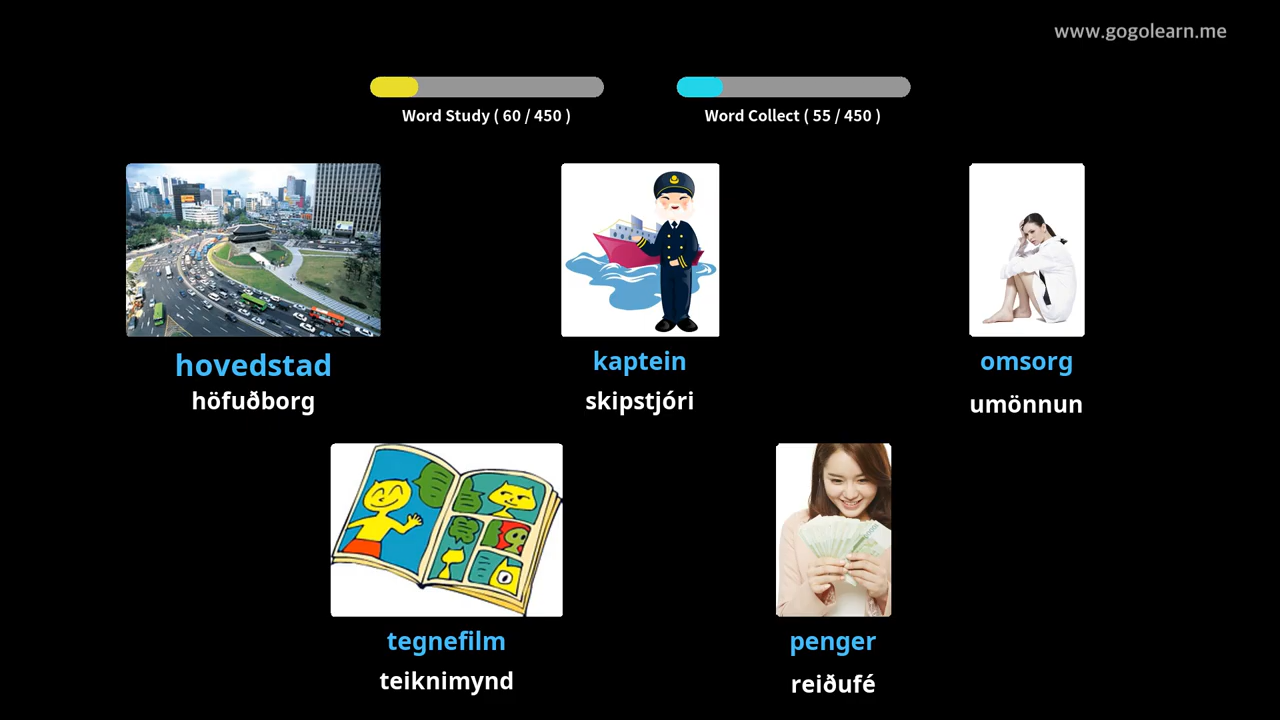 www.gogolearn.me
Word Study ( 60 / 450 )
Word Collect ( 55 / 450 )
hovedstad
höfuðborg
kaptein
skipstjóri
omsorg
umönnun
tegnefilm
teiknimynd
penger
reiðufé